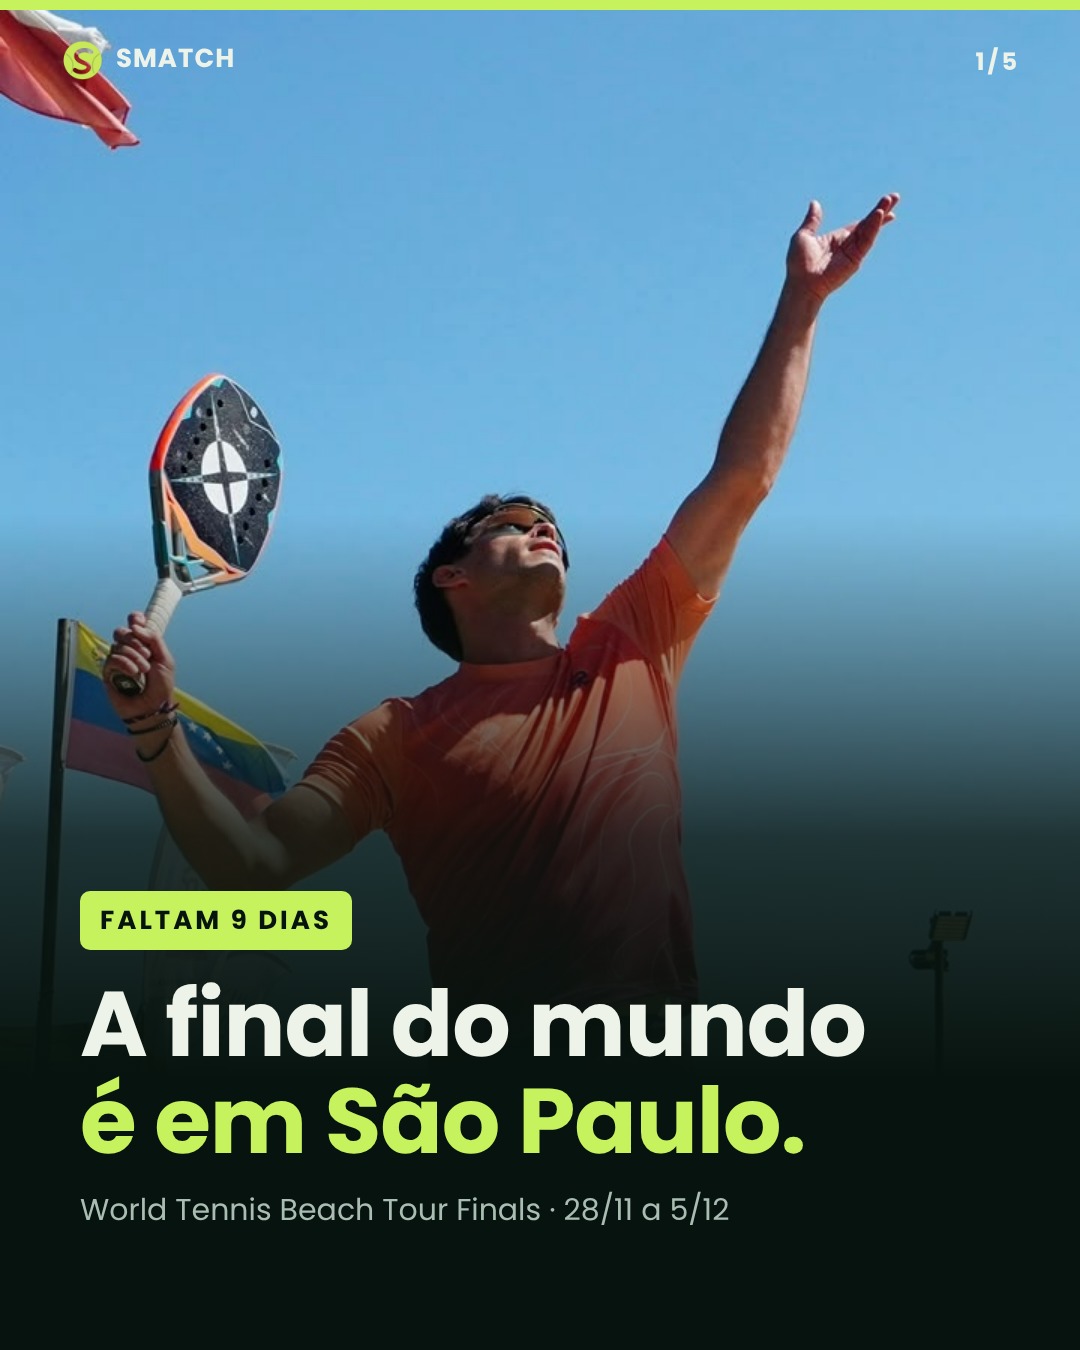 SMATCH
1/5
FALTAM 9 DIAS
A final do mundo
é em São Paulo.
World Tennis Beach Tour Finals · 28/11 a 5/12